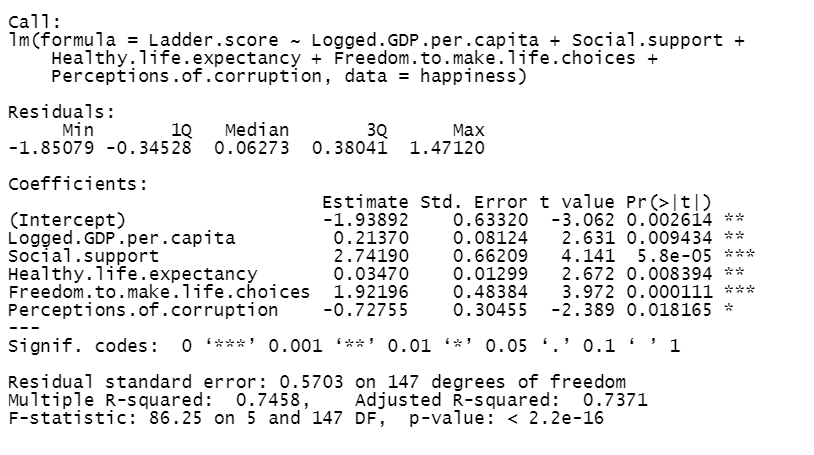 Call:
lm(formula = Ladder.score ~ Logged.GDP.per.capita + Social.support +
    Healthy.life.expectancy + Freedom.to.make.life.choices +
    Perceptions.of.corruption, data = happiness)

Residuals:
     Min       1Q   Median       3Q      Max
-1.85079 -0.34528  0.06273  0.38041  1.47120

Coefficients:
                             Estimate Std. Error t value Pr(>|t|)
(Intercept)                  -1.93892    0.63320  -3.062 0.002614 **
Logged.GDP.per.capita         0.21370    0.08124   2.631 0.009434 **
Social.support                2.74190    0.66209   4.141  5.8e-05 ***
Healthy.life.expectancy       0.03470    0.01299   2.672 0.008394 **
Freedom.to.make.life.choices  1.92196    0.48384   3.972 0.000111 ***
Perceptions.of.corruption    -0.72755    0.30455  -2.389 0.018165 *
---
Signif. codes:  0 ‘***’ 0.001 ‘**’ 0.01 ‘*’ 0.05 ‘.’ 0.1 ‘ ’ 1

Residual standard error: 0.5703 on 147 degrees of freedom
Multiple R-squared:  0.7458,    Adjusted R-squared:  0.7371
F-statistic: 86.25 on 5 and 147 DF,  p-value: < 2.2e-16